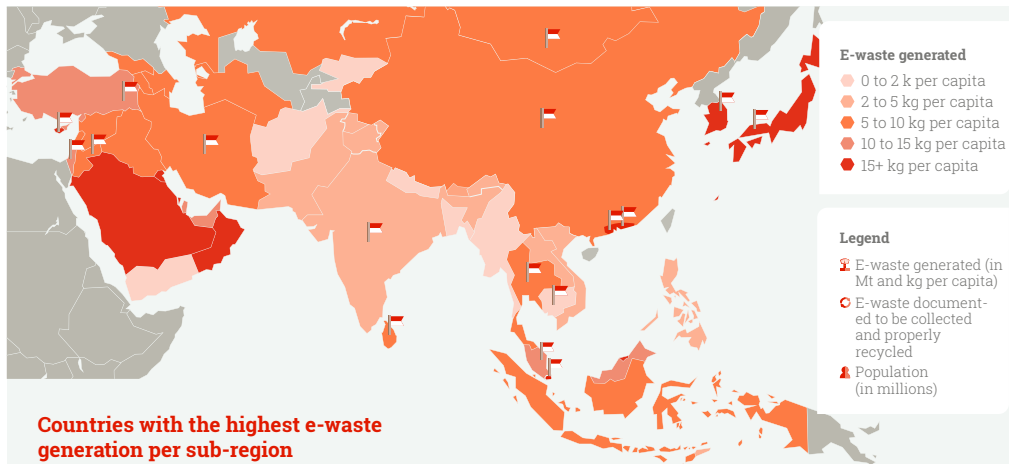 E-waste generated
0 to 2 k per capita
2 to 5 kg per capita
5 to 10 kg per capita
10 to 15 kg per capita
15+ kg per capita
Legend
E-waste generated (in
Mt and kg per capita)
E-waste document-
ed to be collected
and properly
recycled
Population
(in millions)
Countries with the highest e-waste
generation per sub-region